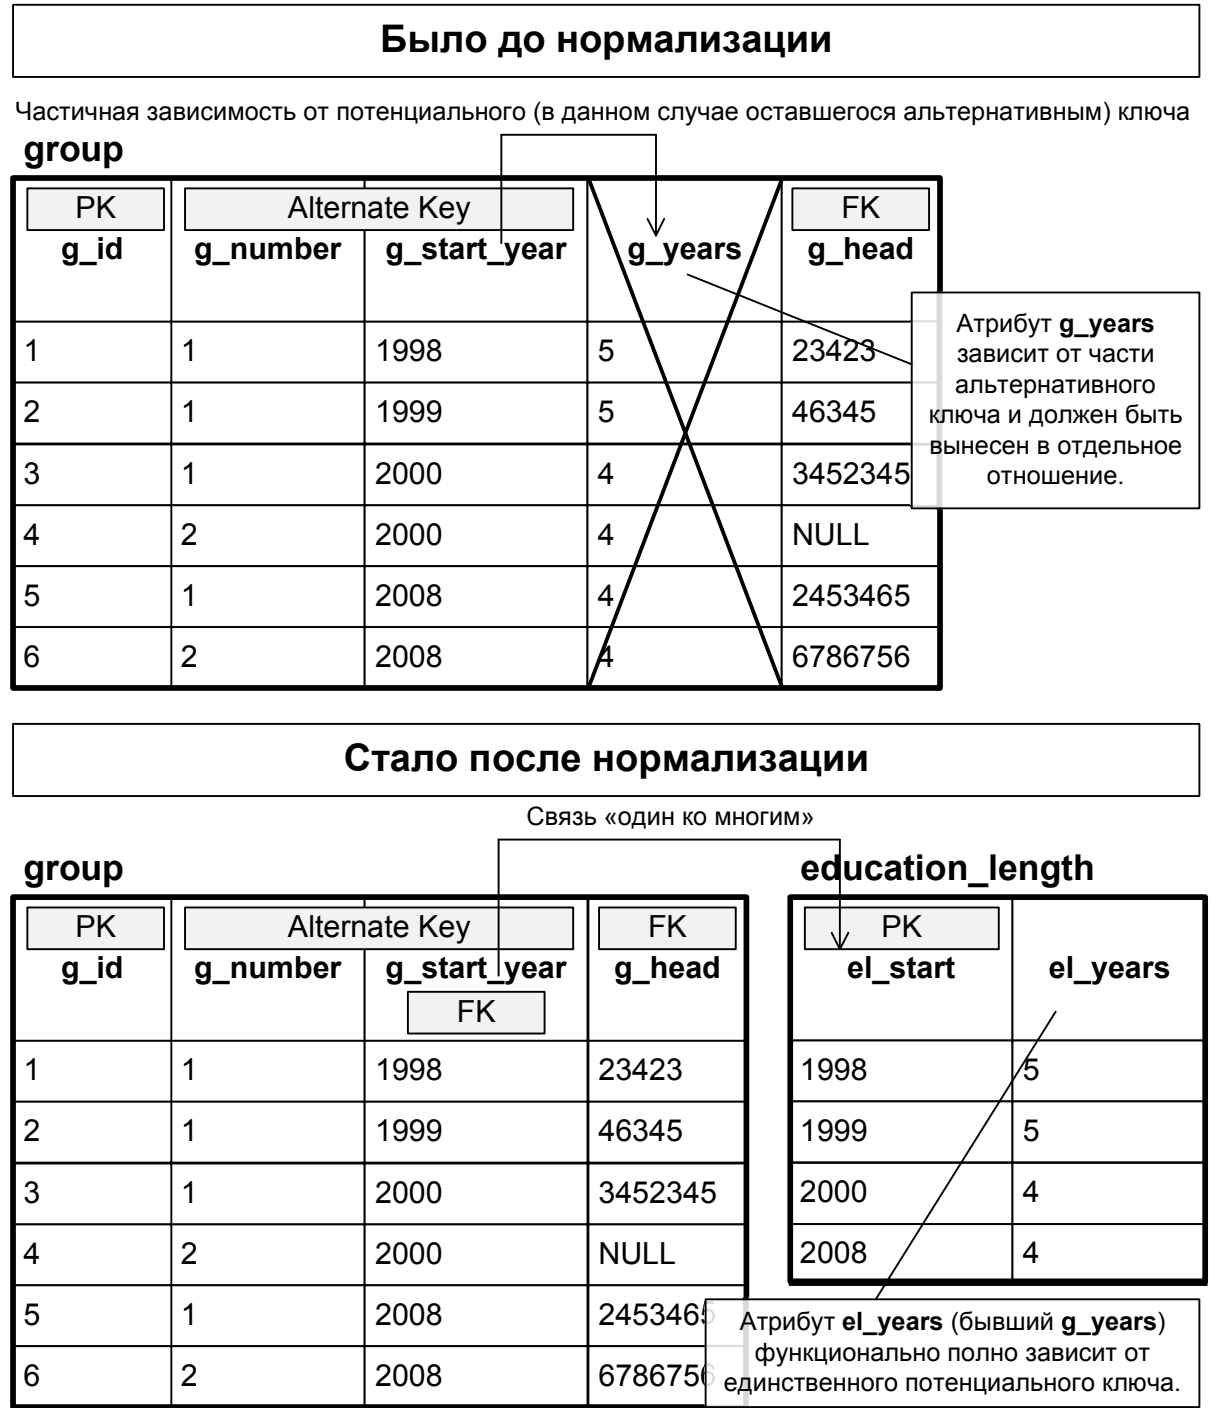 Было до нормализации
Частичная зависимость от потенциального (в данном случае оставшегося альтернативным) ключа
group
PK Alternate Key FK
g_id g_number g_start_year g_years g_head
1 1 1998 5 23423
2 1 1999 5 46345
3 1 2000 4 3452345
4 2 2000 4 NULL
5 1 2008 4 2453465
6 2 2008 4 6786756
Атрибут g_years
зависит от части
альтернативного
ключа и должен быть
вынесен в отдельное
отношение.
Стало после нормализации
Связь «один ко многим»
group
PK Alternate Key FK
g_id g_number g_start_year g_head
FK
1 1 1998 23423
2 1 1999 46345
3 1 2000 3452345
4 2 2000 NULL
5 1 2008 2453465
6 2 2008 6786756
education_length
PK
el_start el_years
1998 5
1999 5
2000 4
2008 4
Атрибут el_years (бывший g_years)
функционально полно зависит от
единственного потенциального ключа.